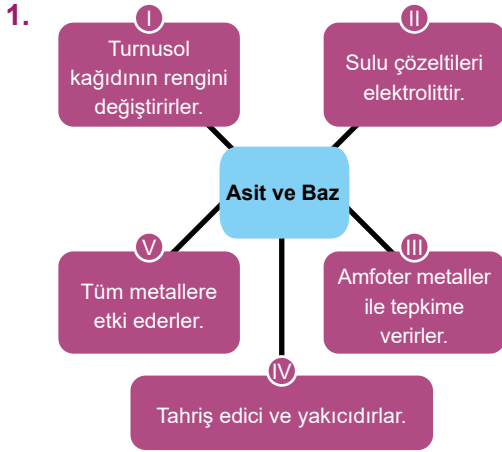 1.
I
Turnusol
kağıdının rengini
değiştirirler.
II
Sulu çözeltileri
elektrolittir.
Asit ve Baz
V
Tüm metallere
etki ederler.
III
Amfoter metaller
ile tepkime
verirler.
IV
Tahriş edici ve yakıcıdırlar.